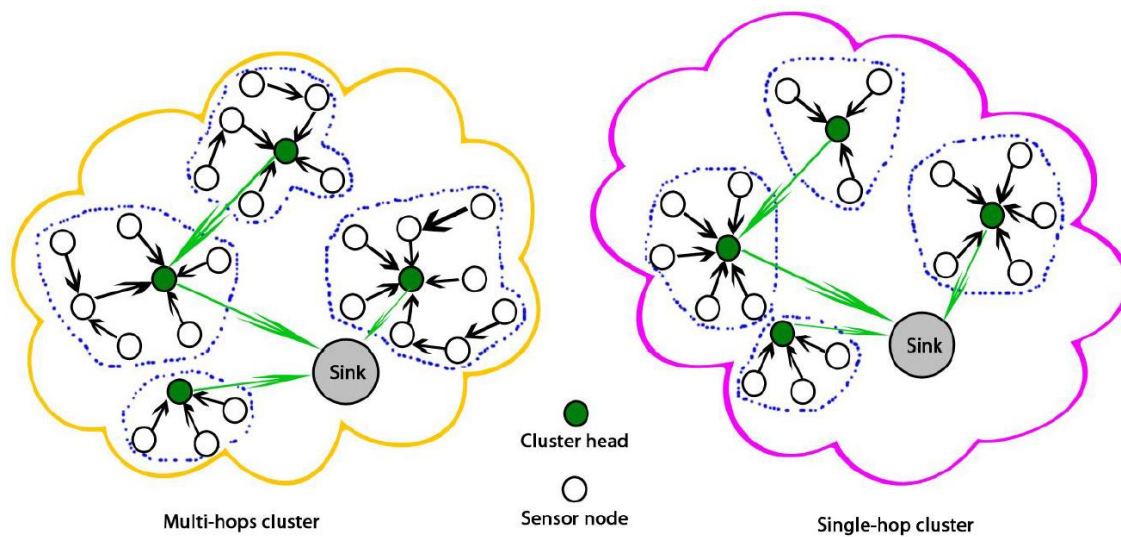 Sink
Sink
Cluster head
Sensor node
Multi-hops cluster
Single-hop cluster